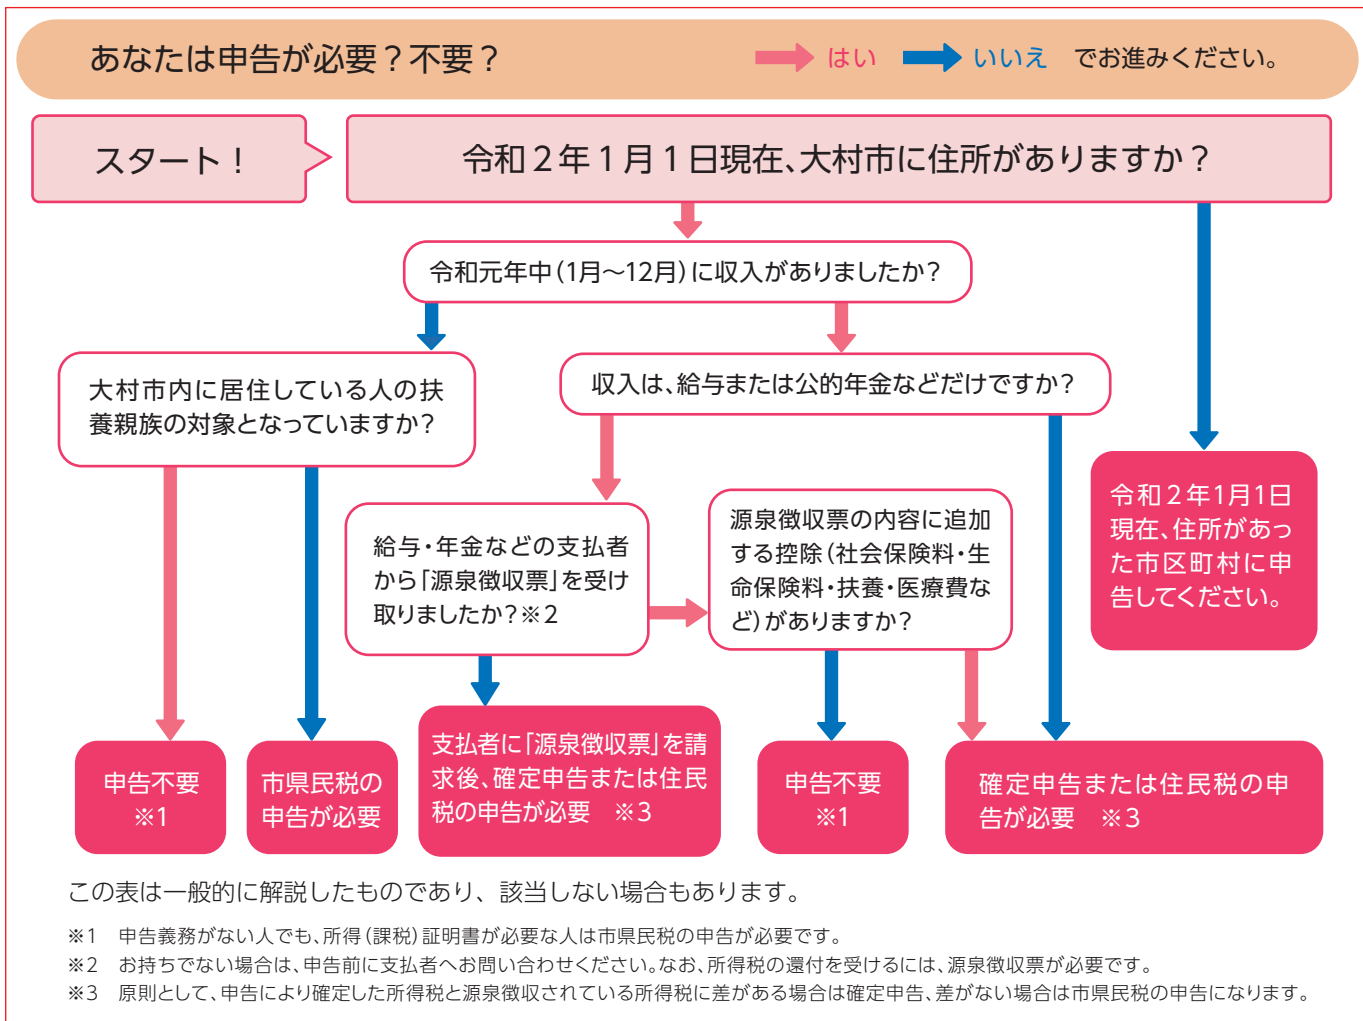 あなたは申告が必要？不要？
はい いいえ でお進みください。
スタート！
令和２年１月１日現在、大村市に住所がありますか？
令和元年中（1月～12月）に収入がありましたか？
大村市内に居住している人の扶
養親族の対象となっていますか？
収入は、給与または公的年金などだけですか？
給与・年金などの支払者
から「源泉徴収票」を受け
取りましたか？※２
源泉徴収票の内容に追加
する控除（社会保険料・生
命保険料・扶養・医療費な
ど）がありますか？
令和２年1月1日
現在、住所があっ
た市区町村に申
告してください。
申告不要
※1
市県民税の
申告が必要
支払者に「源泉徴収票」を請
求後、確定申告または住民
税の申告が必要　※３
申告不要
※1
確定申告または住民税の申
告が必要　※３
この表は一般的に解説したものであり、該当しない場合もあります。
※1　申告義務がない人でも、所得（課税）証明書が必要な人は市県民税の申告が必要です。
※2　お持ちでない場合は、申告前に支払者へお問い合わせください。なお、所得税の還付を受けるには、源泉徴収票が必要です。
※3　原則として、申告により確定した所得税と源泉徴収されている所得税に差がある場合は確定申告、差がない場合は市県民税の申告になります。